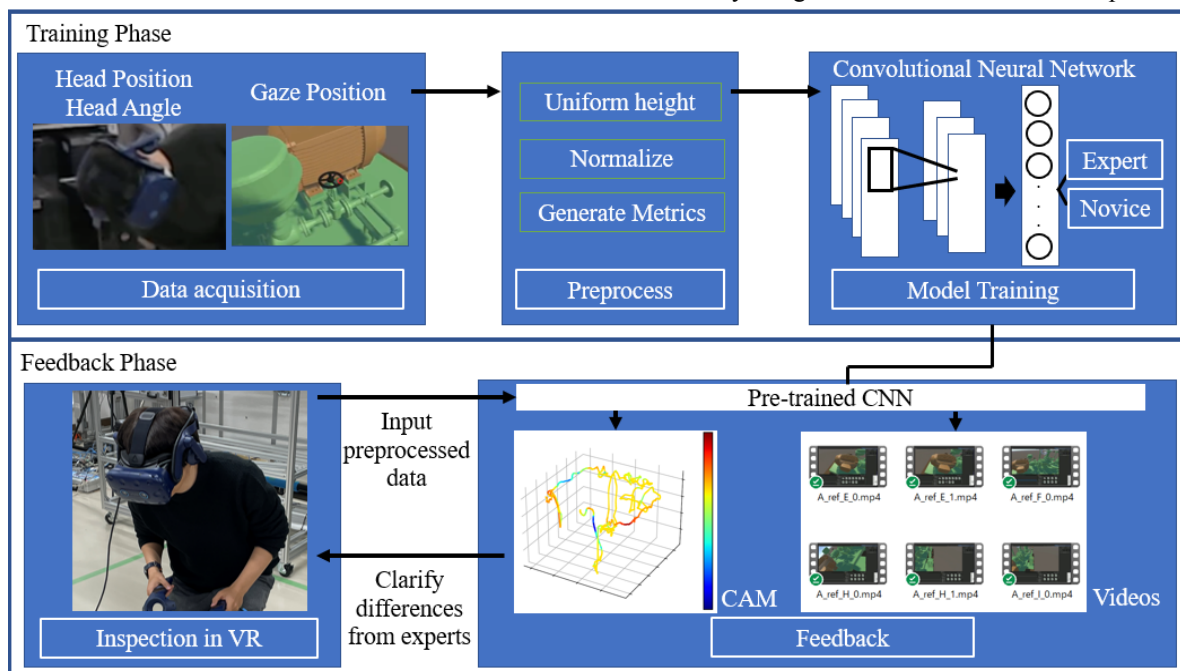 Training Phase
Head Position
Head Angle
Gaze Position
Data acquisition
Uniform height
Normalize
Generate Metrics
Preprocess
Convolutional Neural Network
Expert
Novice
Model Training
Feedback Phase
Inspection in VR
Input
preprocessed
data
Clarify
differences
from experts
Pre-trained CNN
CAM
A_ref_E_0.mp4
A_ref_E_1.mp4
A_ref_F_0.mp4
A_ref_H_0.mp4
A_ref_H_1.mp4
A_ref_I_0.mp4
Videos
Feedback